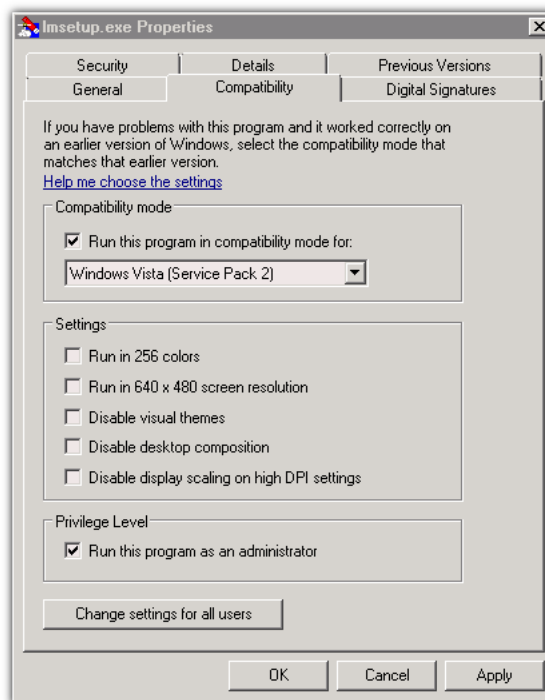 lmsetup.exe Properties
Security Details Previous Versions
General Compatibility Digital Signatures
If you have problems with this program and it worked correctly on
an earlier version of Windows, select the compatibility mode that
matches that earlier version.
Help me choose the settings
Compatibility mode
Run this program in compatibility mode for:
Windows Vista (Service Pack 2)
Settings
Run in 256 colors
Run in 640 x 480 screen resolution
Disable visual themes
Disable desktop composition
Disable display scaling on high DPI settings
Privilege Level
Run this program as an administrator
Change settings for all users
OK Cancel Apply